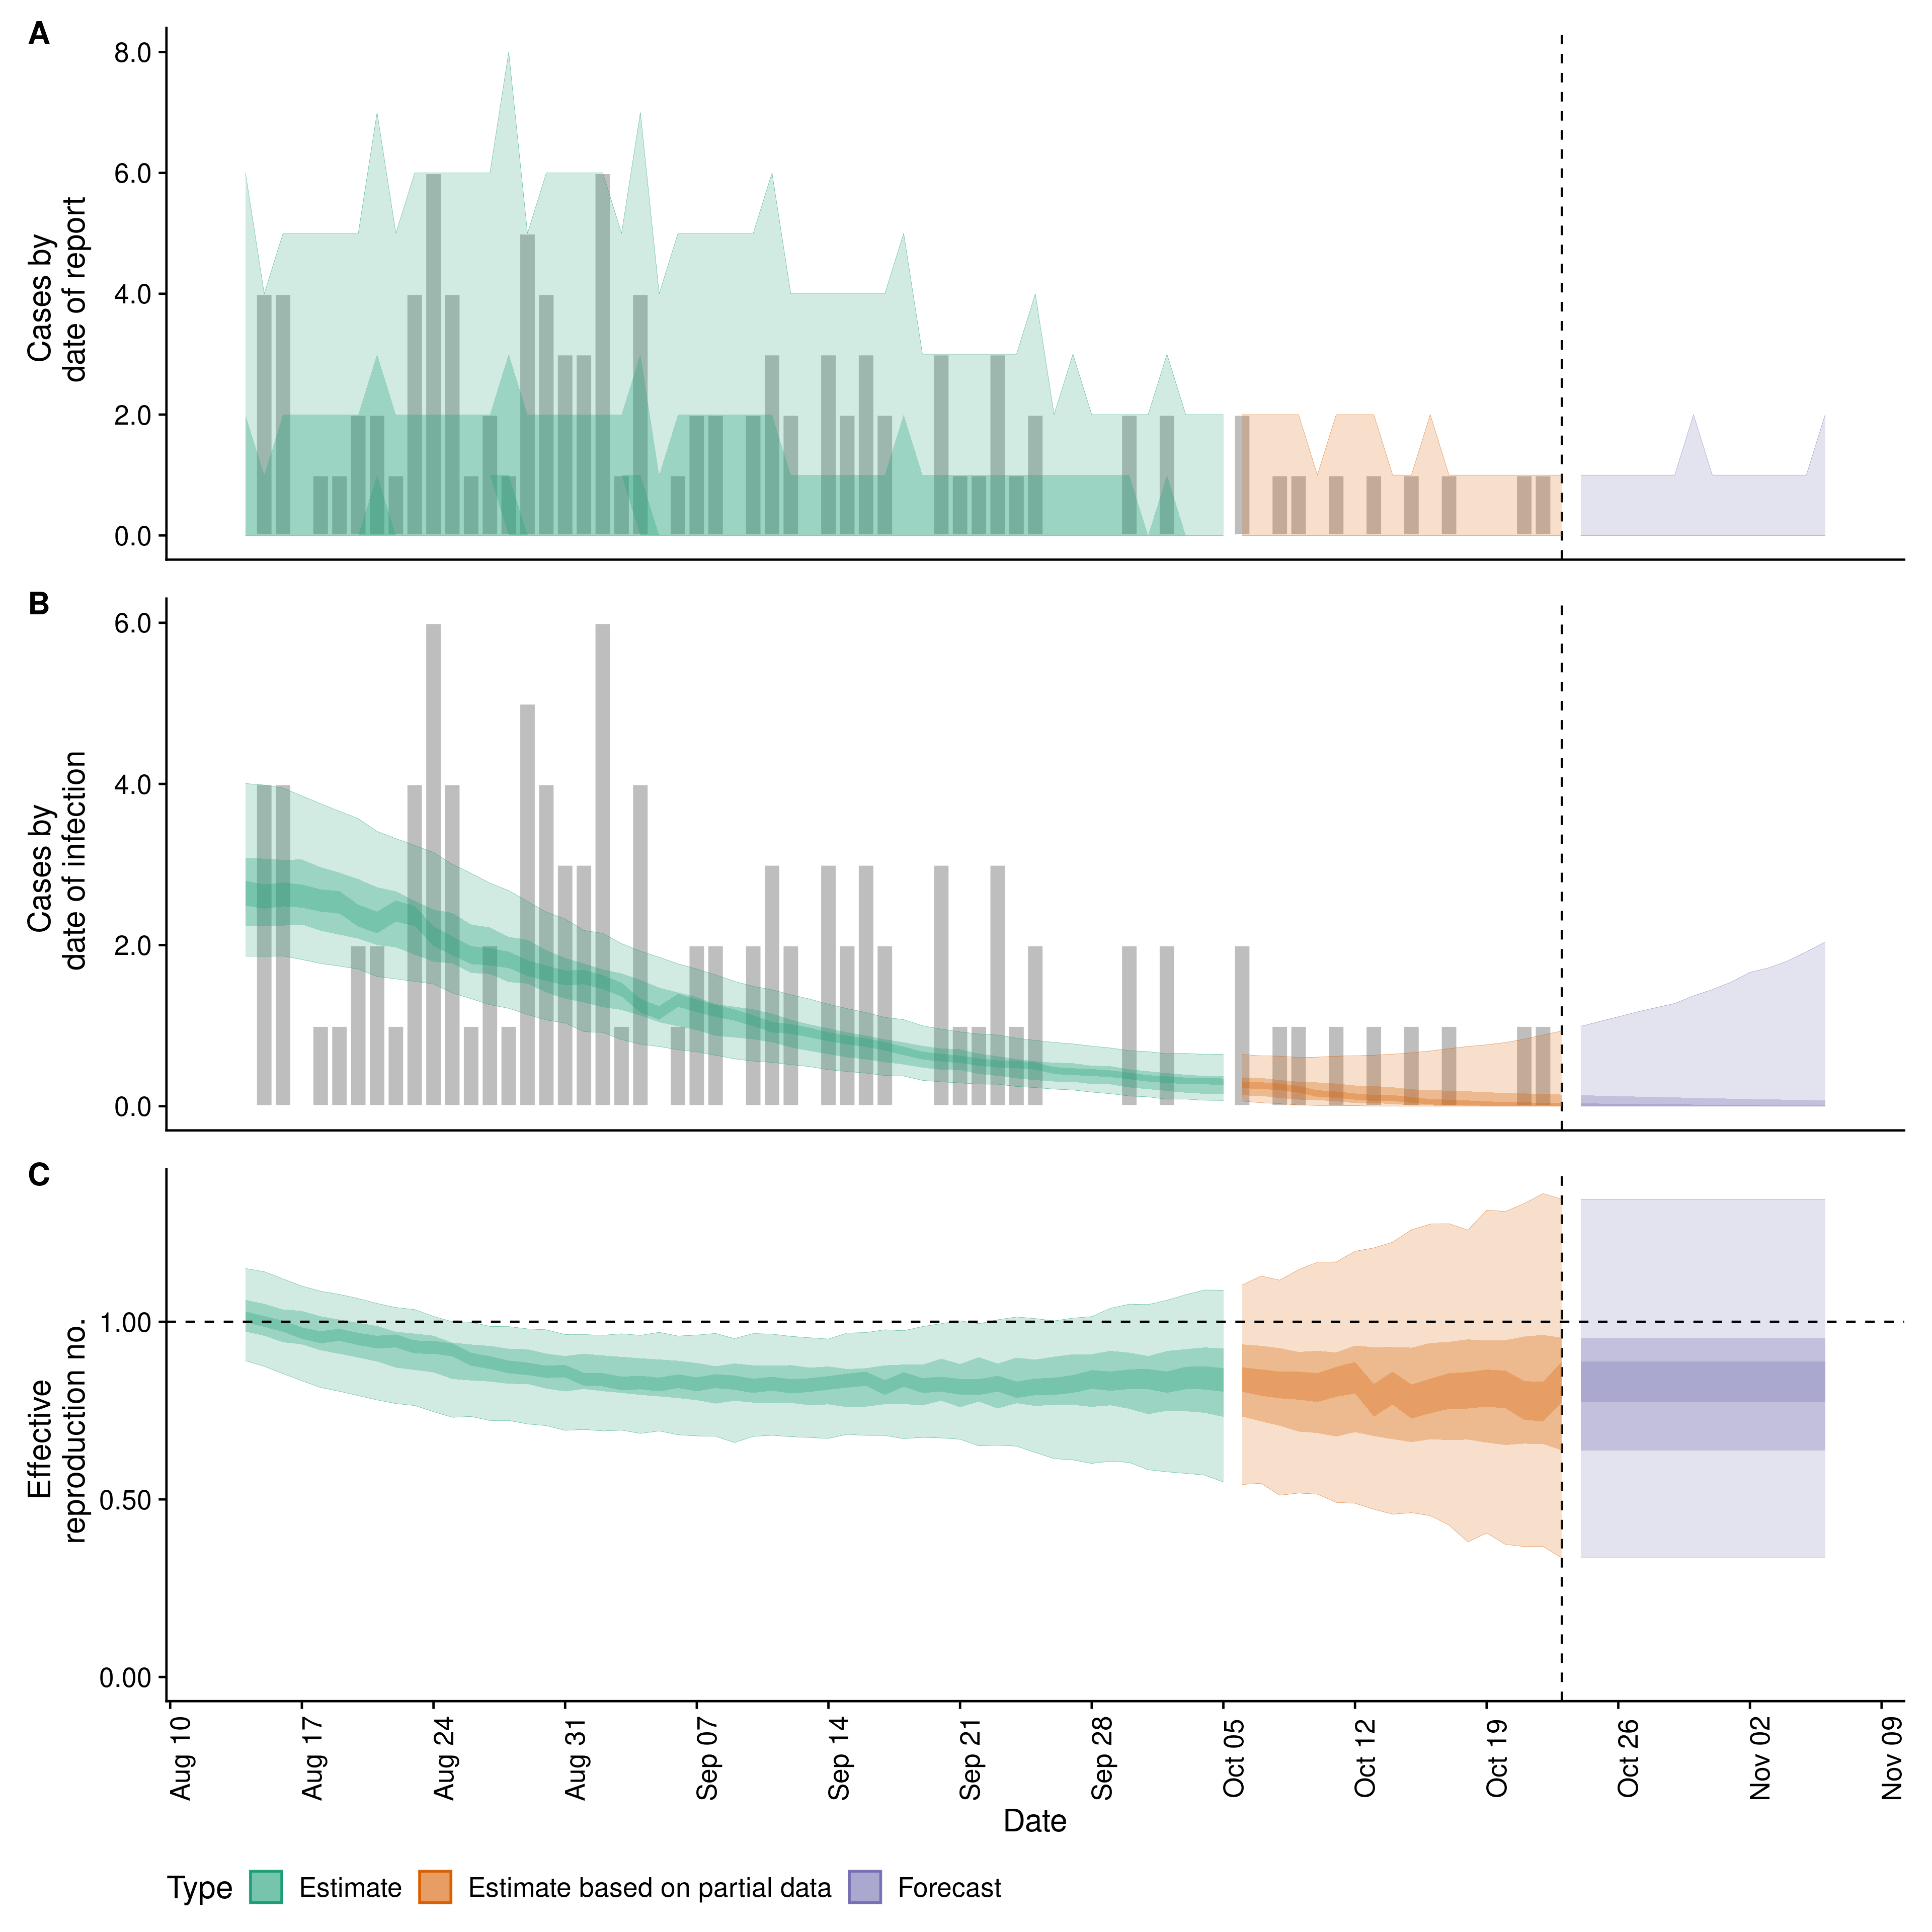 A
8.0
6.0
4.0
2.0
0.0
Cases by
date of report
B
6.0
4.0
2.0
0.0
Cases by
date of infection
C
1.00
0.50
0.00
Effective
reproduction no.
Aug 10
Aug 17
Aug 24
Aug 31
Sep 07
Sep 14
Sep 21
Sep 28
Oct 05
Oct 12
Oct 19
Oct 26
Nov 02
Nov 09
Date
Type Estimate Estimate based on partial data Forecast